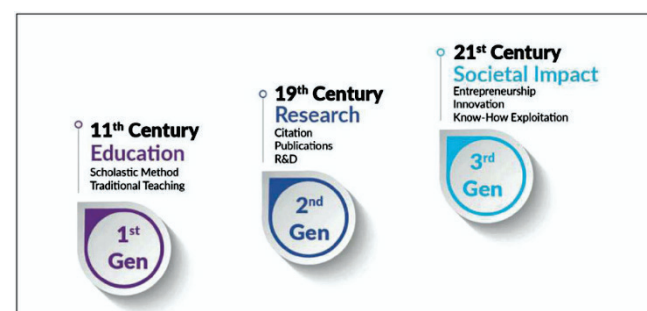 11th Century
Education
Scholastic Method
Traditional Teaching
1st
Gen
19th Century
Research
Citation
Publications
R&D
2nd
Gen
21st Century
Societal Impact
Entrepreneurship
Innovation
Know-How Exploitation
3rd
Gen